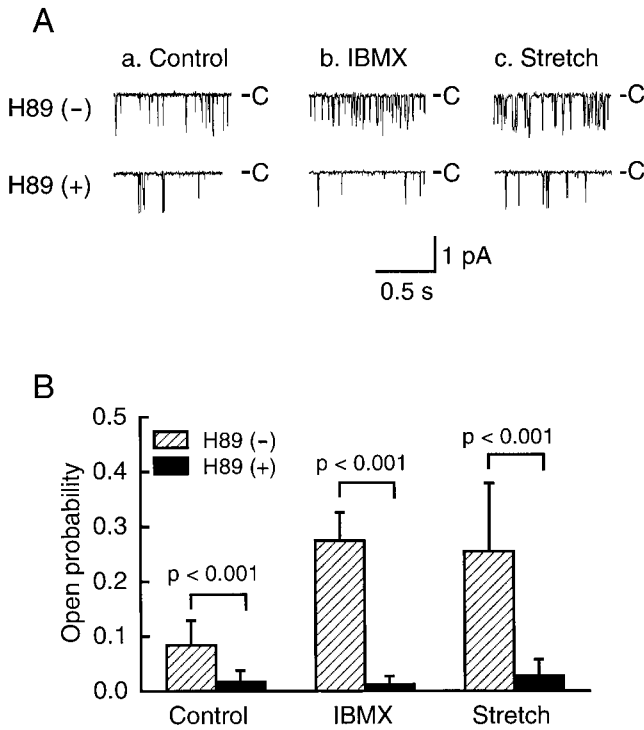 A
a. Control b. IBMX c. Stretch
H89 (−) -C -C -C
H89 (+) -C -C -C
1 pA
0.5 s
B
0.5
H89 (−)
H89 (+)
p < 0.001
p < 0.001
p < 0.001
0.4
0.3
0.2
0.1
0.0
Open probability
Control IBMX Stretch